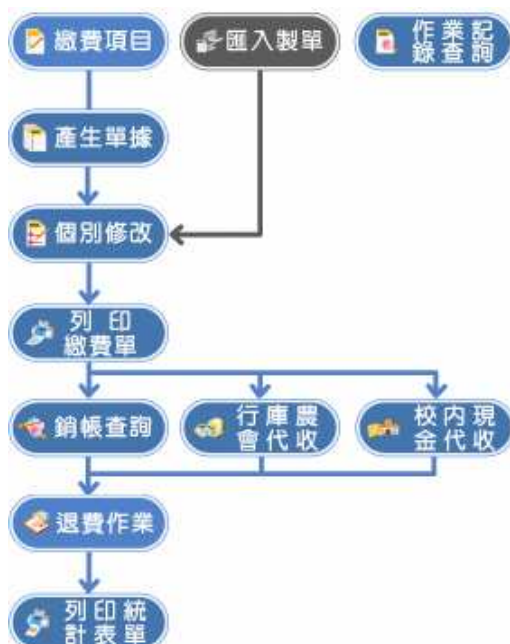 繳費項目
匯入製單
作業記
錄查詢
產生單據
個別修改
列印
繳費單
銷帳查詢
行庫農
會代收
校內現
金代收
退費作業
列印統
計表單